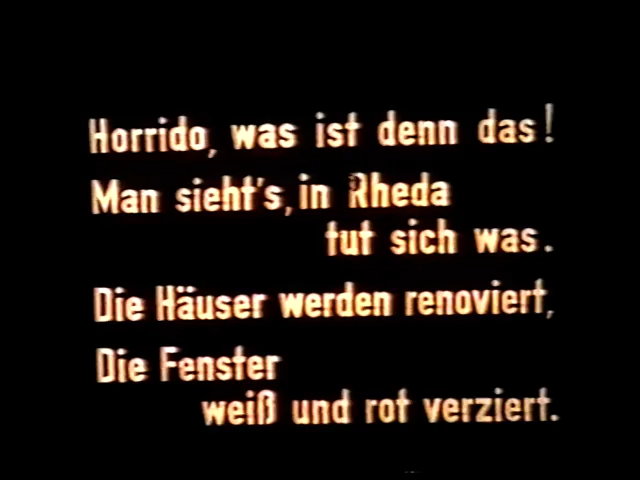 Horrido, was ist denn das!
Man sieht's, in Rheda
tut sich was.
Die Häuser werden renoviert,
Die Fenster
weiß und rot verziert.